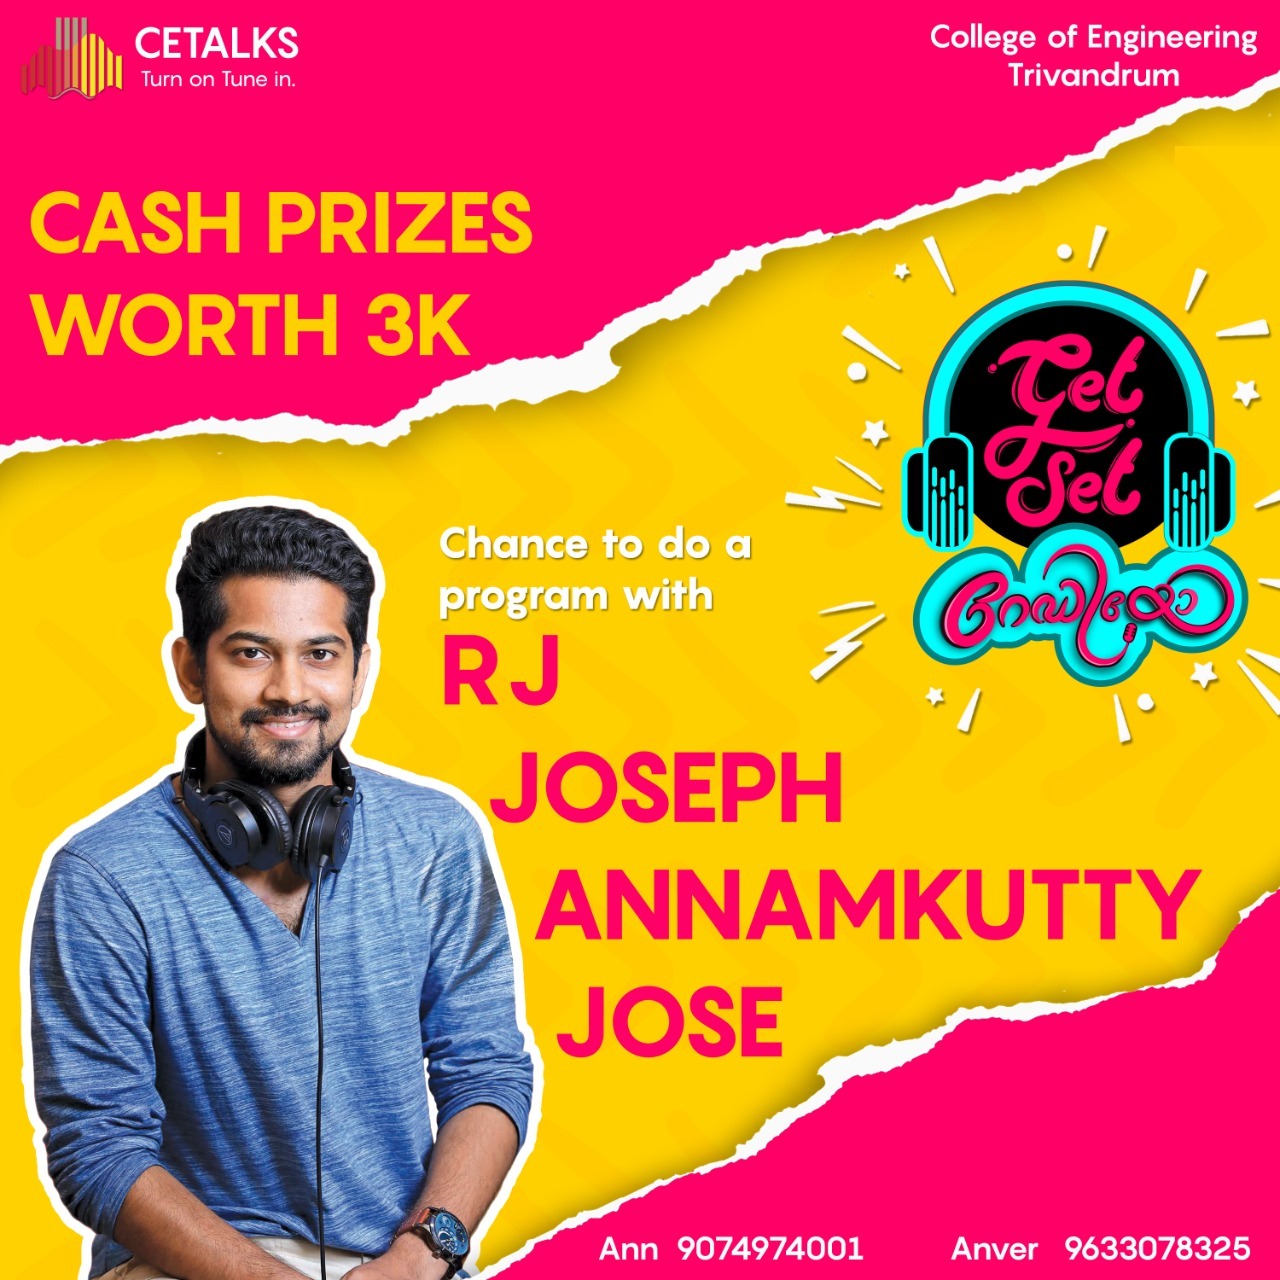 CETALKS
Turn on Tune in.
College of Engineering
Trivandrum
CASH PRIZES
WORTH 3K
Get
Set
റേഡിയോ
Chance to do a
program with
RJ
JOSEPH
ANNAMKUTTY
JOSE
Ann 9074974001
Anver 9633078325